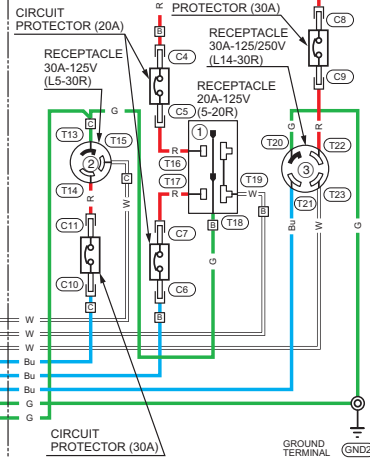 CIRCUIT
PROTECTOR (20A)
R
PROTECTOR (30A)
C8
RECEPTACLE
30A-125V
(L5-30R)
B
C4
RECEPTACLE
30A-125/250V
(L14-30R)
C9
C5
RECEPTACLE
20A-125V
(5-20R)
G
C
T13
T15
R
1
T16
G
R
T20
T22
2
T17
T19
3
T14
C
R
W
T21
T23
R
W
B
T18
Bu
W
G
C11
B
C7
G
C10
C6
C
B
W
W
W
Bu
Bu
Bu
G
G
CIRCUIT
PROTECTOR (30A)
GROUND
TERMINAL
GND2